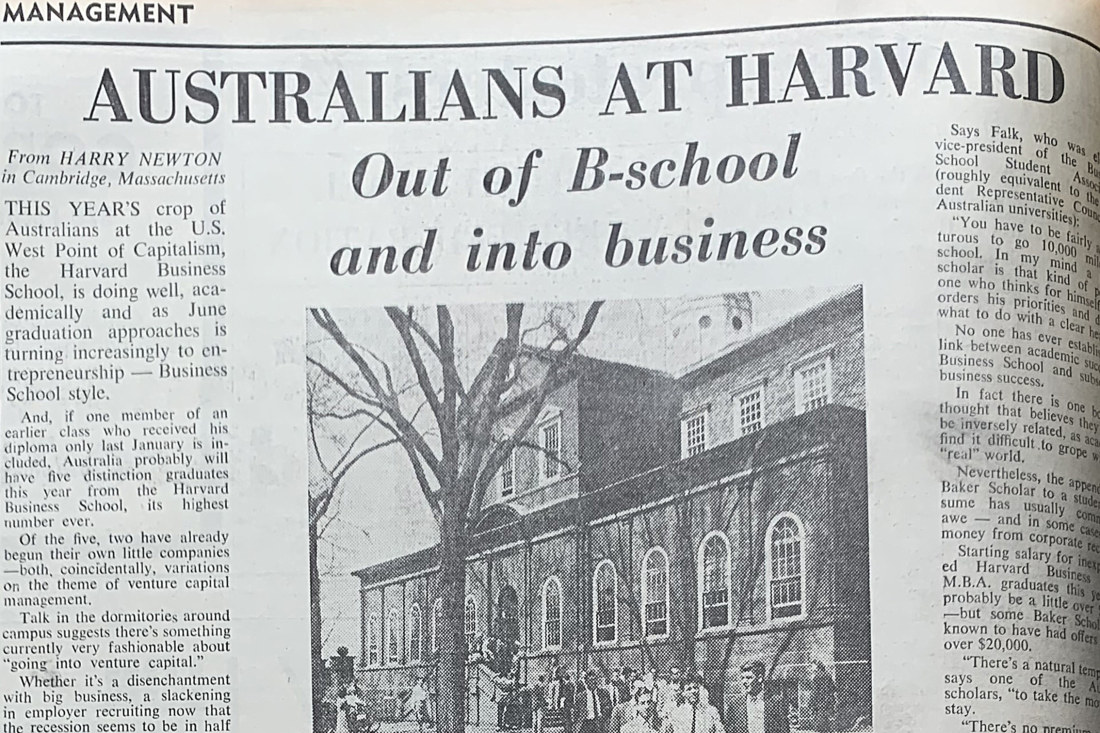 MANAGEMENT
AUSTRALIANS AT HARVARD
Out of B-school
and into business
From HARRY NEWTON
in Cambridge, Massachusetts
THIS YEAR'S crop of
Australians at the U.S.
West Point of Capitalism,
the Harvard Business
School, is doing well, aca-
demically and as June
graduation approaches is
turning increasingly to en-
trepreneurship — Business
School style.
And, if one member of an
earlier class who received his
diploma only last January is in-
cluded, Australia probably will
have five distinction graduates
this year from the Harvard
Business School, its highest
number ever.
Of the five, two have already
begun their own little companies
—both, coincidentally, variations
on the theme of venture capital
management.
Talk in the dormitories around
campus suggests there's something
currently very fashionable about
"going into venture capital."
Whether it's a disenchantment
with big business, a slackening
in employer recruiting now that
the recession seems to be in half
Says Falk, who was
vice-president of the
School Student
(roughly equivalent to the
dent Representative
Australian universities):
"You have to be fairly
turous to go 10,000
school. In my mind a
scholar is that kind of
one who thinks for himself
orders his priorities and
what to do with a clear
No one has ever
link between academic
Business School and
business success.
In fact there is one
thought that believes they
be inversely related, as
find it difficult to grope
"real" world.
Nevertheless, the
Baker Scholar to a
sume has usually
awe — and in some
money from corporate
Starting salary for
ed Harvard Business
M.B.A. graduates this
probably be a little over
—but some Baker
known to have had offers
over $20,000.
"There's a natural
says one of the
scholars, "to take the
stay.
"There's no